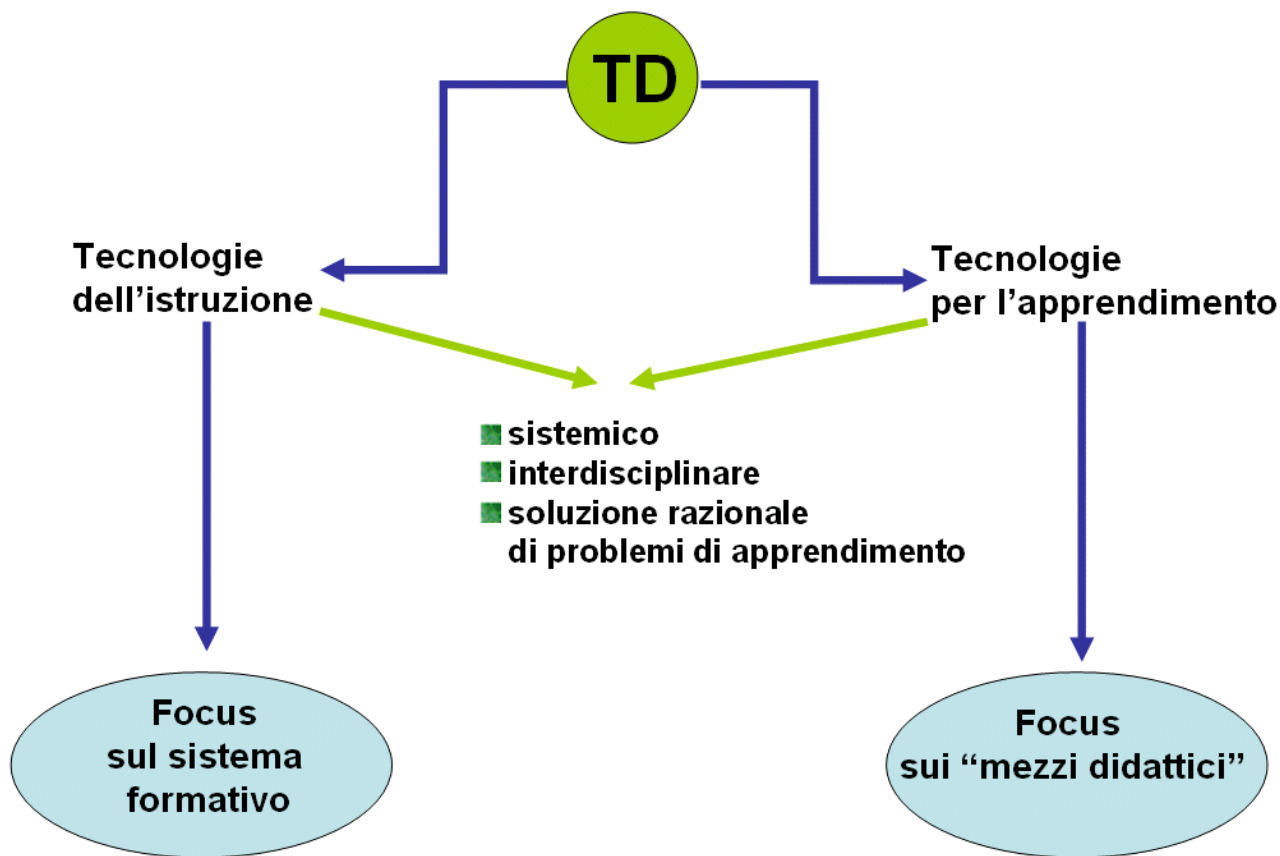 TD
Tecnologie
dell’istruzione
Tecnologie
per l’apprendimento
sistemico
interdisciplinare
soluzione razionale
di problemi di apprendimento
Focus
sul sistema
formativo
Focus
sui “mezzi didattici”